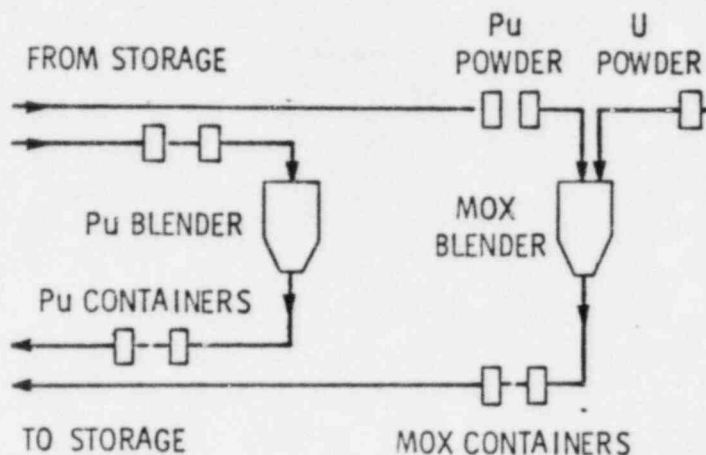 FROM STORAGE
Pu
POWDER
U
POWDER
Pu BLENDER
MOX
BLENDER
Pu CONTAINERS
TO STORAGE
MOX CONTAINERS